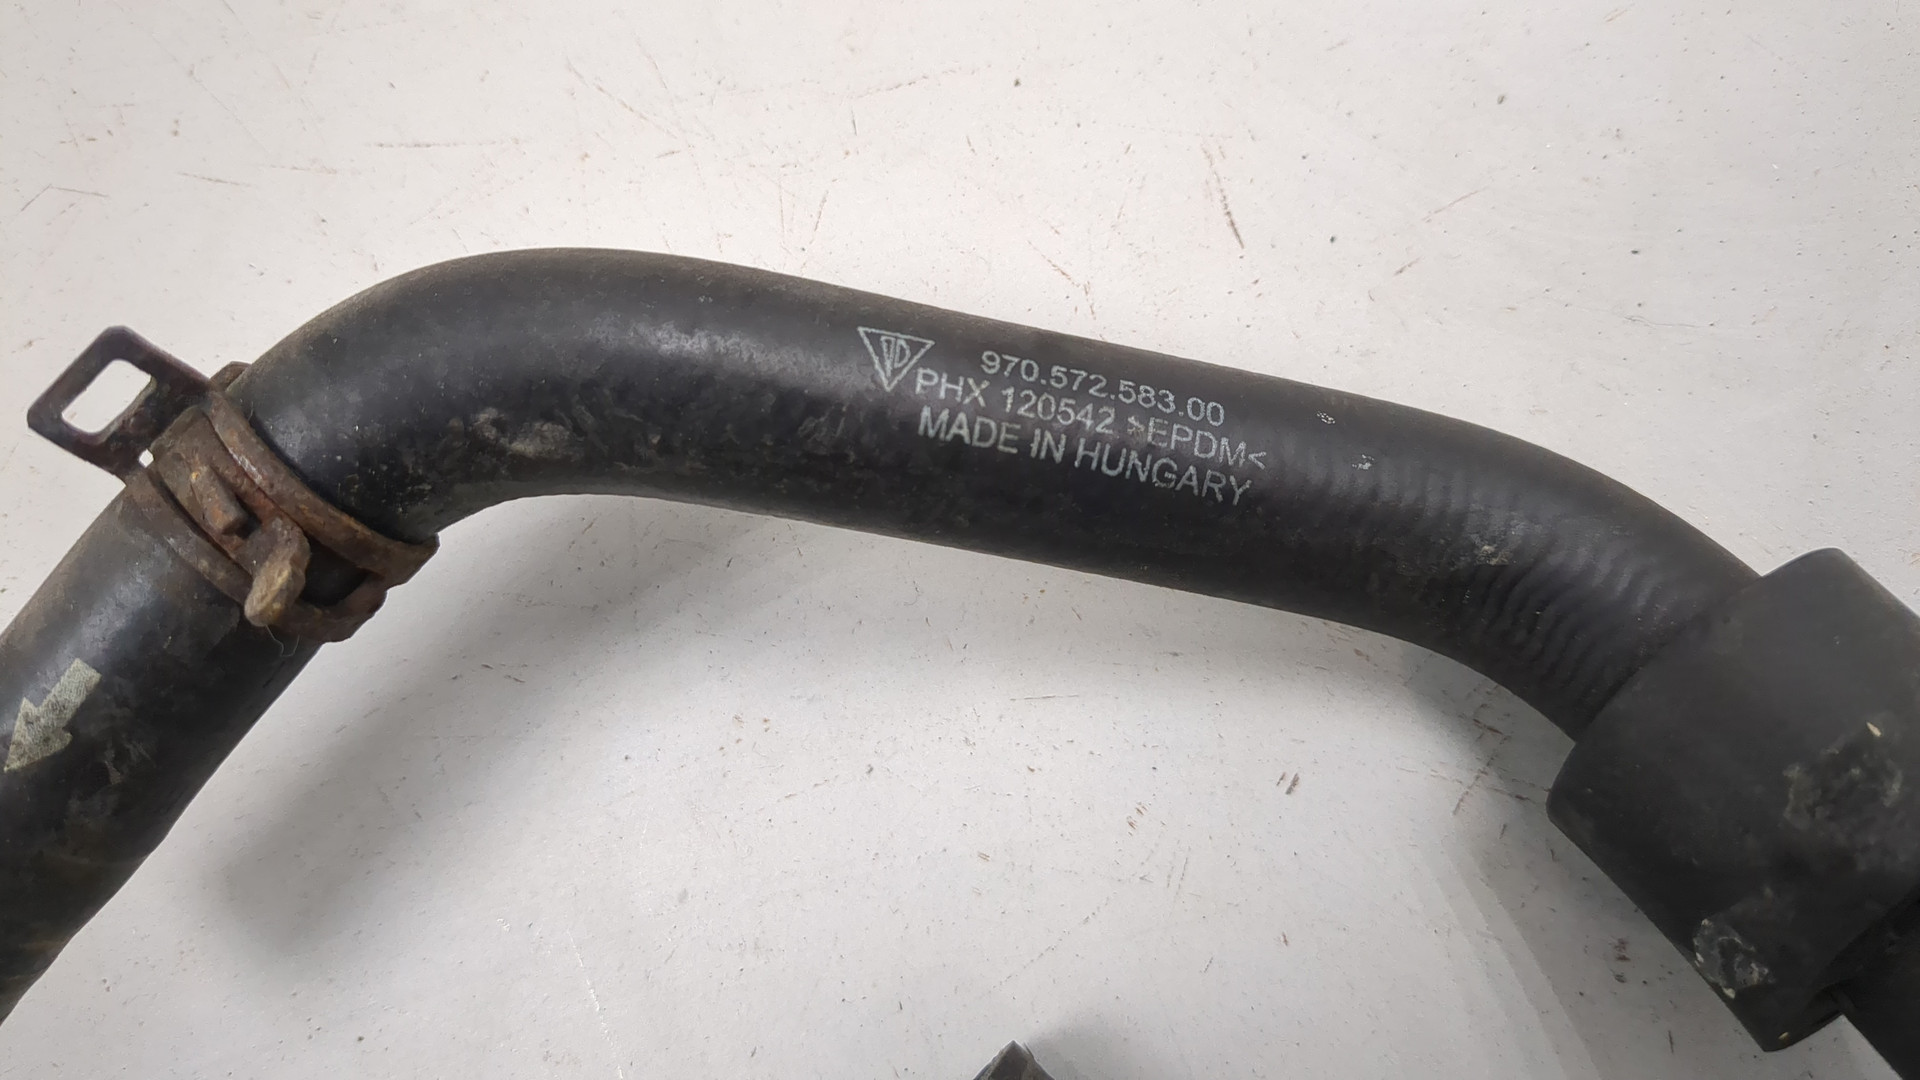 970.572.583.00
PHX 120542 >EPDM<
MADE IN HUNGARY